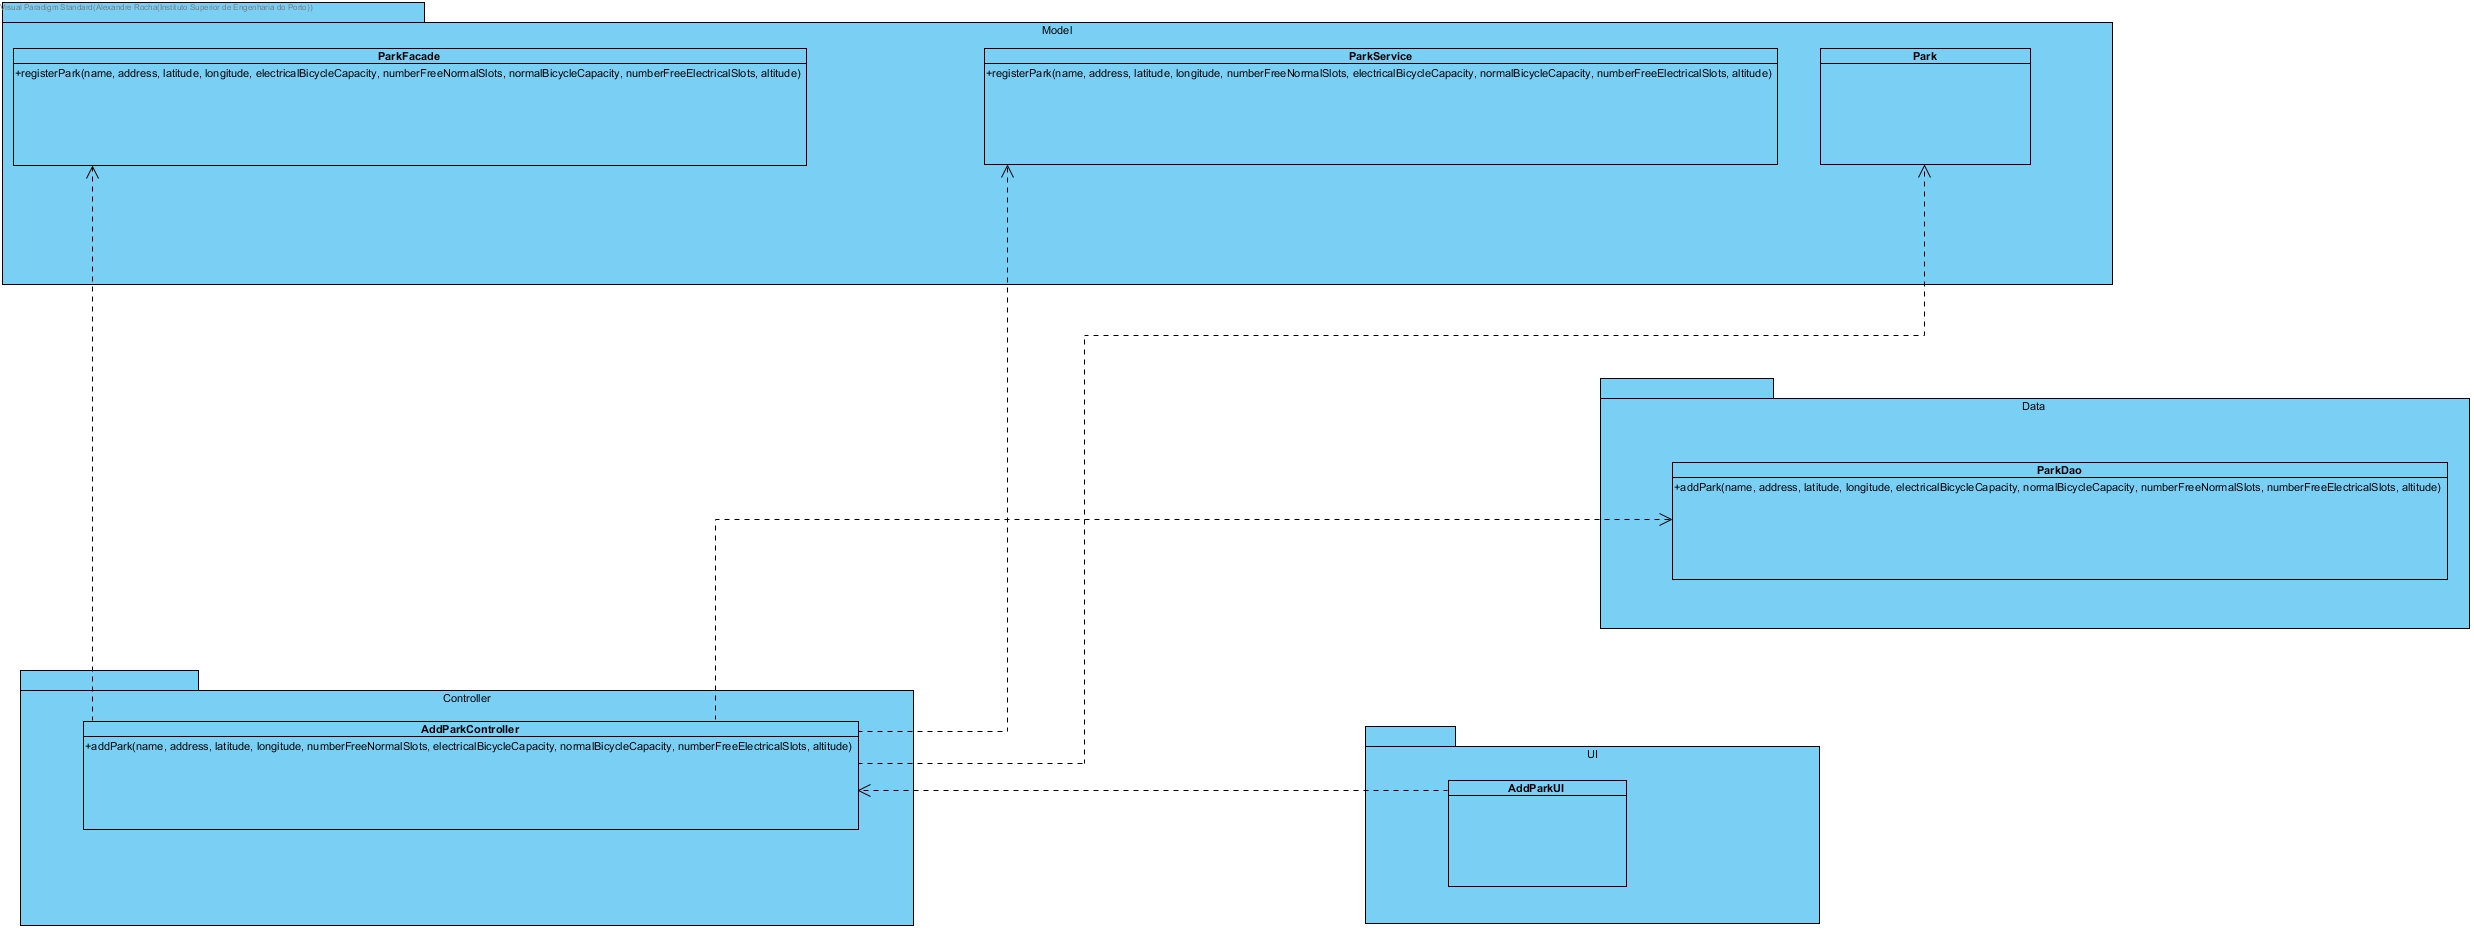 Visual Paradigm Standard(Alexandre Rocha(Instituto Superior de Engenharia do Porto))
Model
ParkFacade
+registerPark(name, address, latitude, longitude, electricalBicycleCapacity, numberFreeNormalSlots, normalBicycleCapacity, numberFreeElectricalSlots, altitude)
ParkService
+registerPark(name, address, latitude, longitude, numberFreeNormalSlots, electricalBicycleCapacity, normalBicycleCapacity, numberFreeElectricalSlots, altitude)
Park
Data
ParkDao
+addPark(name, address, latitude, longitude, electricalBicycleCapacity, normalBicycleCapacity, numberFreeNormalSlots, numberFreeElectricalSlots, altitude)
Controller
AddParkController
+addPark(name, address, latitude, longitude, numberFreeNormalSlots, electricalBicycleCapacity, normalBicycleCapacity, numberFreeElectricalSlots, altitude)
UI
AddParkUI